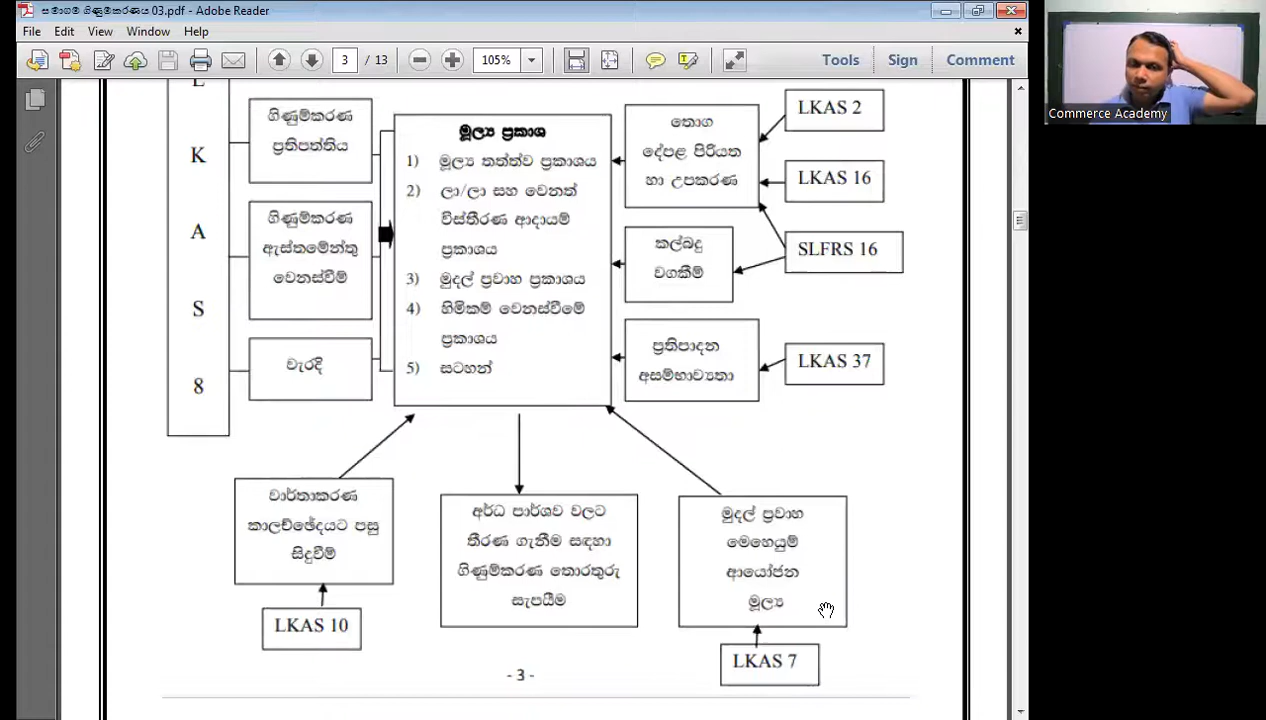 සමාගම ගිණුම්කරණය 03.pdf - Adobe Reader
File Edit View Window Help
3 / 13
105%
Tools Sign Comment
Commerce Academy
L
K
A
S
8
ගිණුම්කරණ
ප්‍රතිපත්තිය
ගිණුම්කරණ
ඇස්තමේන්තු
වෙනස්වීම්
වැරදි
මූල්‍ය ප්‍රකාශ
1) මූල්‍ය තත්ත්ව ප්‍රකාශය
2) ලා/ලා සහ වෙනත්
විස්තීරණ ආදායම්
ප්‍රකාශය
3) මුදල් ප්‍රවාහ ප්‍රකාශය
4) හිමිකම් වෙනස්වීමේ
ප්‍රකාශය
5) සටහන්
තොග
දේපළ පිරියත
හා උපකරණ
කල්බදු
වගකීම්
ප්‍රතිපාදන
අසම්භාව්‍යතා
LKAS 2
LKAS 16
SLFRS 16
LKAS 37
වාර්තාකරණ
කාලච්ඡේදයට පසු
සිදුවීම්
LKAS 10
අර්ධ පාර්ශව වලට
තීරණ ගැනීම සඳහා
ගිණුම්කරණ තොරතුරු
සැපයීම
මුදල් ප්‍රවාහ
මෙහෙයුම්
ආයෝජන
මූල්‍ය
LKAS 7
- 3 -